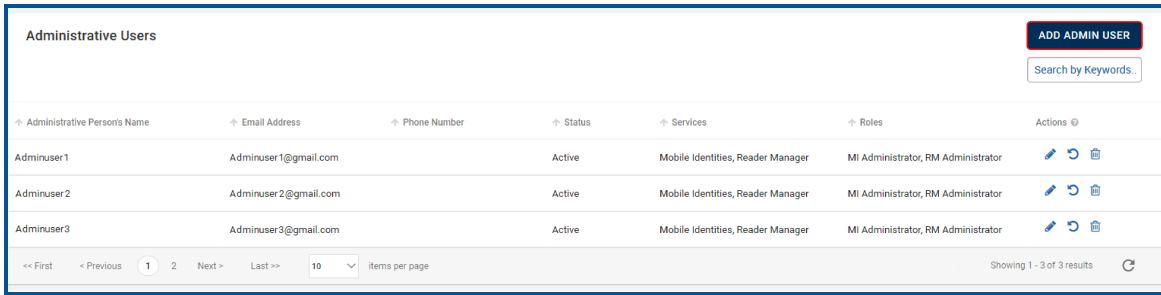 Administrative Users
ADD ADMIN USER
Search by Keywords..
Administrative Person's Name Email Address Phone Number Status Services Roles Actions
Adminuser1 Adminuser1@gmail.com Active Mobile Identities, Reader Manager MI Administrator, RM Administrator
Adminuser2 Adminuser2@gmail.com Active Mobile Identities, Reader Manager MI Administrator, RM Administrator
Adminuser3 Adminuser3@gmail.com Active Mobile Identities, Reader Manager MI Administrator, RM Administrator
<< First < Previous 1 2 Next > Last >> 10 items per page Showing 1 - 3 of 3 results